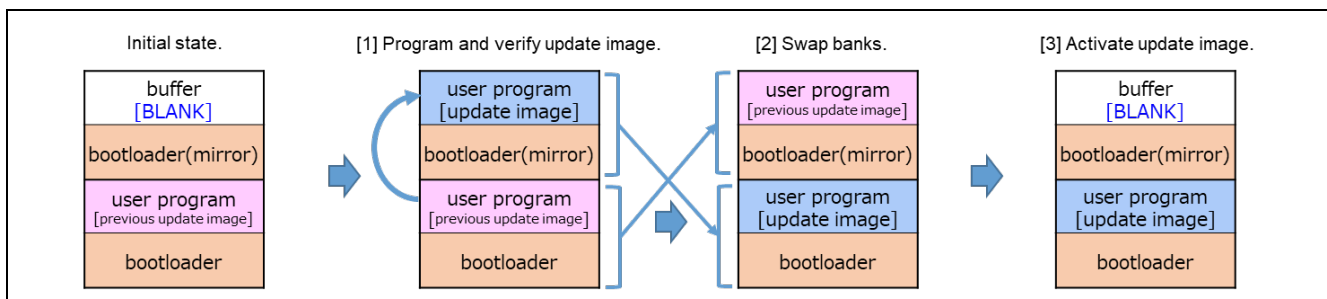 Initial state.
buffer
[BLANK]
bootloader(mirror)
user program
[previous update image]
bootloader
[1] Program and verify update image.
user program
[update image]
bootloader(mirror)
user program
[previous update image]
bootloader
[2] Swap banks.
user program
[previous update image]
bootloader(mirror)
user program
[update image]
bootloader
[3] Activate update image.
buffer
[BLANK]
bootloader(mirror)
user program
[update image]
bootloader